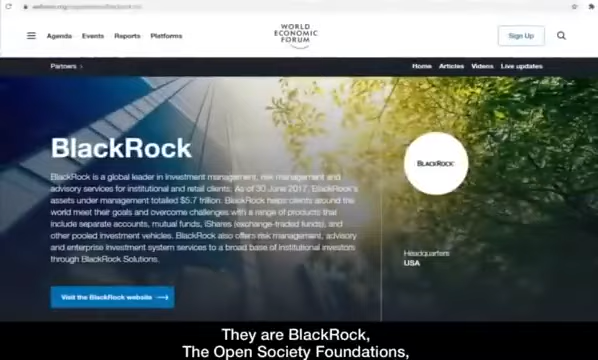 WORLD
ECONOMIC
FORUM
Agenda Events Reports Platforms
Sign Up
Partners
Home Articles Videos Live updates
BlackRock
BlackRock is a global leader in investment management, risk management and
advisory services for institutional and retail clients. As of 30 June 2017, BlackRock's
assets under management totalled $5.7 trillion. BlackRock helps clients around the
world meet their goals and overcome challenges with a range of products that
include separate accounts, mutual funds, iShares (exchange-traded funds), and
other pooled investment vehicles. BlackRock also offers risk management, advisory
and enterprise investment system services to a broad base of institutional investors
through BlackRock Solutions.
BLACKROCK
Headquarters
USA
Visit the BlackRock website
They are BlackRock,
The Open Society Foundations,